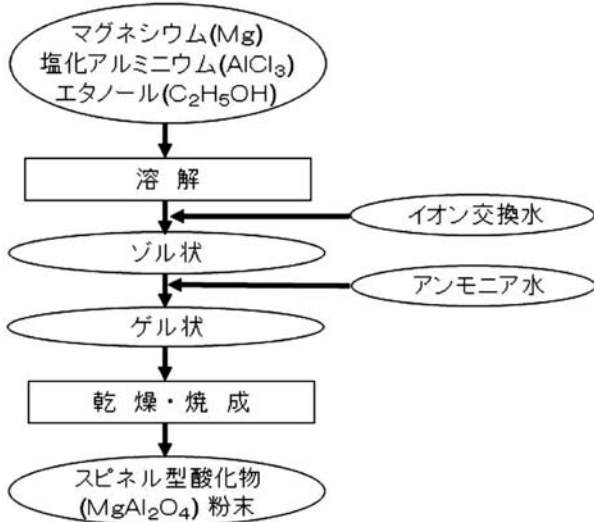 マグネシウム(Mg)
塩化アルミニウム(AlCl₃)
エタノール(C₂H₅OH)
溶 解
イオン交換水
ゾル状
アンモニア水
ゲル状
乾 燥・焼 成
スピネル型酸化物
(MgAl₂O₄) 粉末